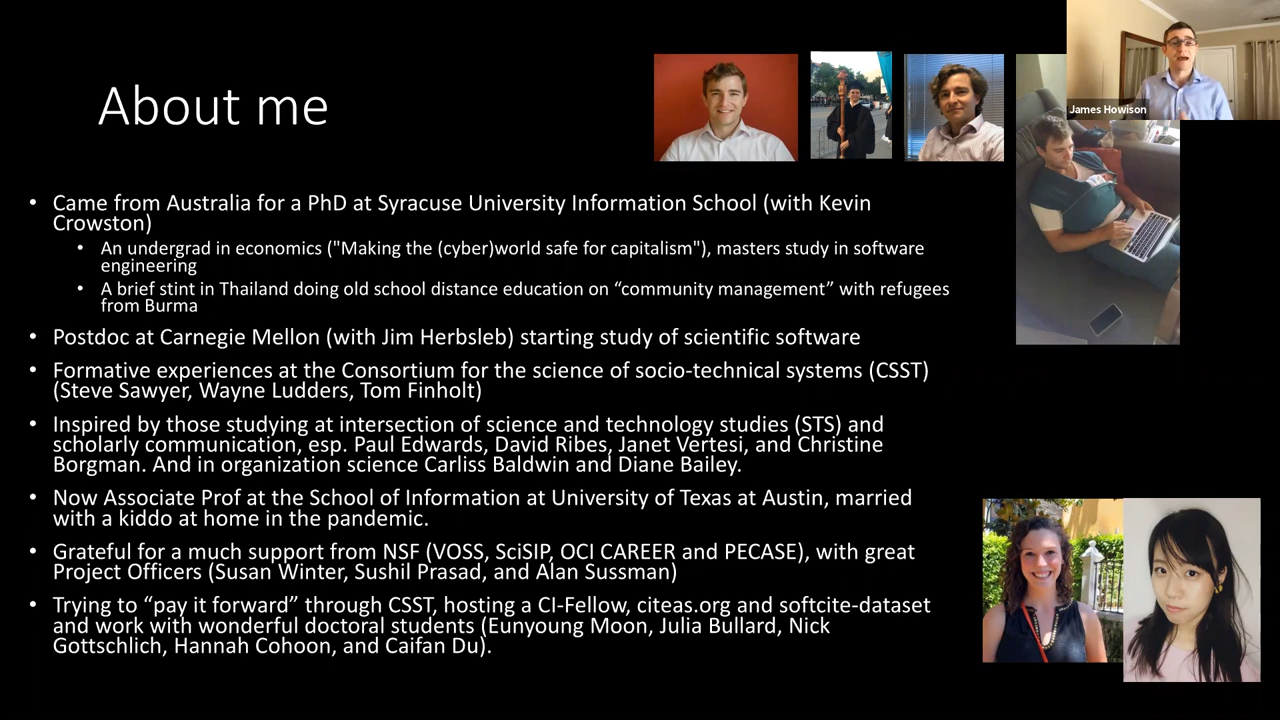 James Howison
About me
• Came from Australia for a PhD at Syracuse University Information School (with Kevin
Crowston)
• An undergrad in economics ("Making the (cyber)world safe for capitalism"), masters study in software
engineering
• A brief stint in Thailand doing old school distance education on “community management” with refugees
from Burma
• Postdoc at Carnegie Mellon (with Jim Herbsleb) starting study of scientific software
• Formative experiences at the Consortium for the science of socio-technical systems (CSST)
(Steve Sawyer, Wayne Ludders, Tom Finholt)
• Inspired by those studying at intersection of science and technology studies (STS) and
scholarly communication, esp. Paul Edwards, David Ribes, Janet Vertesi, and Christine
Borgman. And in organization science Carliss Baldwin and Diane Bailey.
• Now Associate Prof at the School of Information at University of Texas at Austin, married
with a kiddo at home in the pandemic.
• Grateful for a much support from NSF (VOSS, SciSIP, OCI CAREER and PECASE), with great
Project Officers (Susan Winter, Sushil Prasad, and Alan Sussman)
• Trying to “pay it forward” through CSST, hosting a CI-Fellow, citeas.org and softcite-dataset
and work with wonderful doctoral students (Eunyoung Moon, Julia Bullard, Nick
Gottschlich, Hannah Cohoon, and Caifan Du).